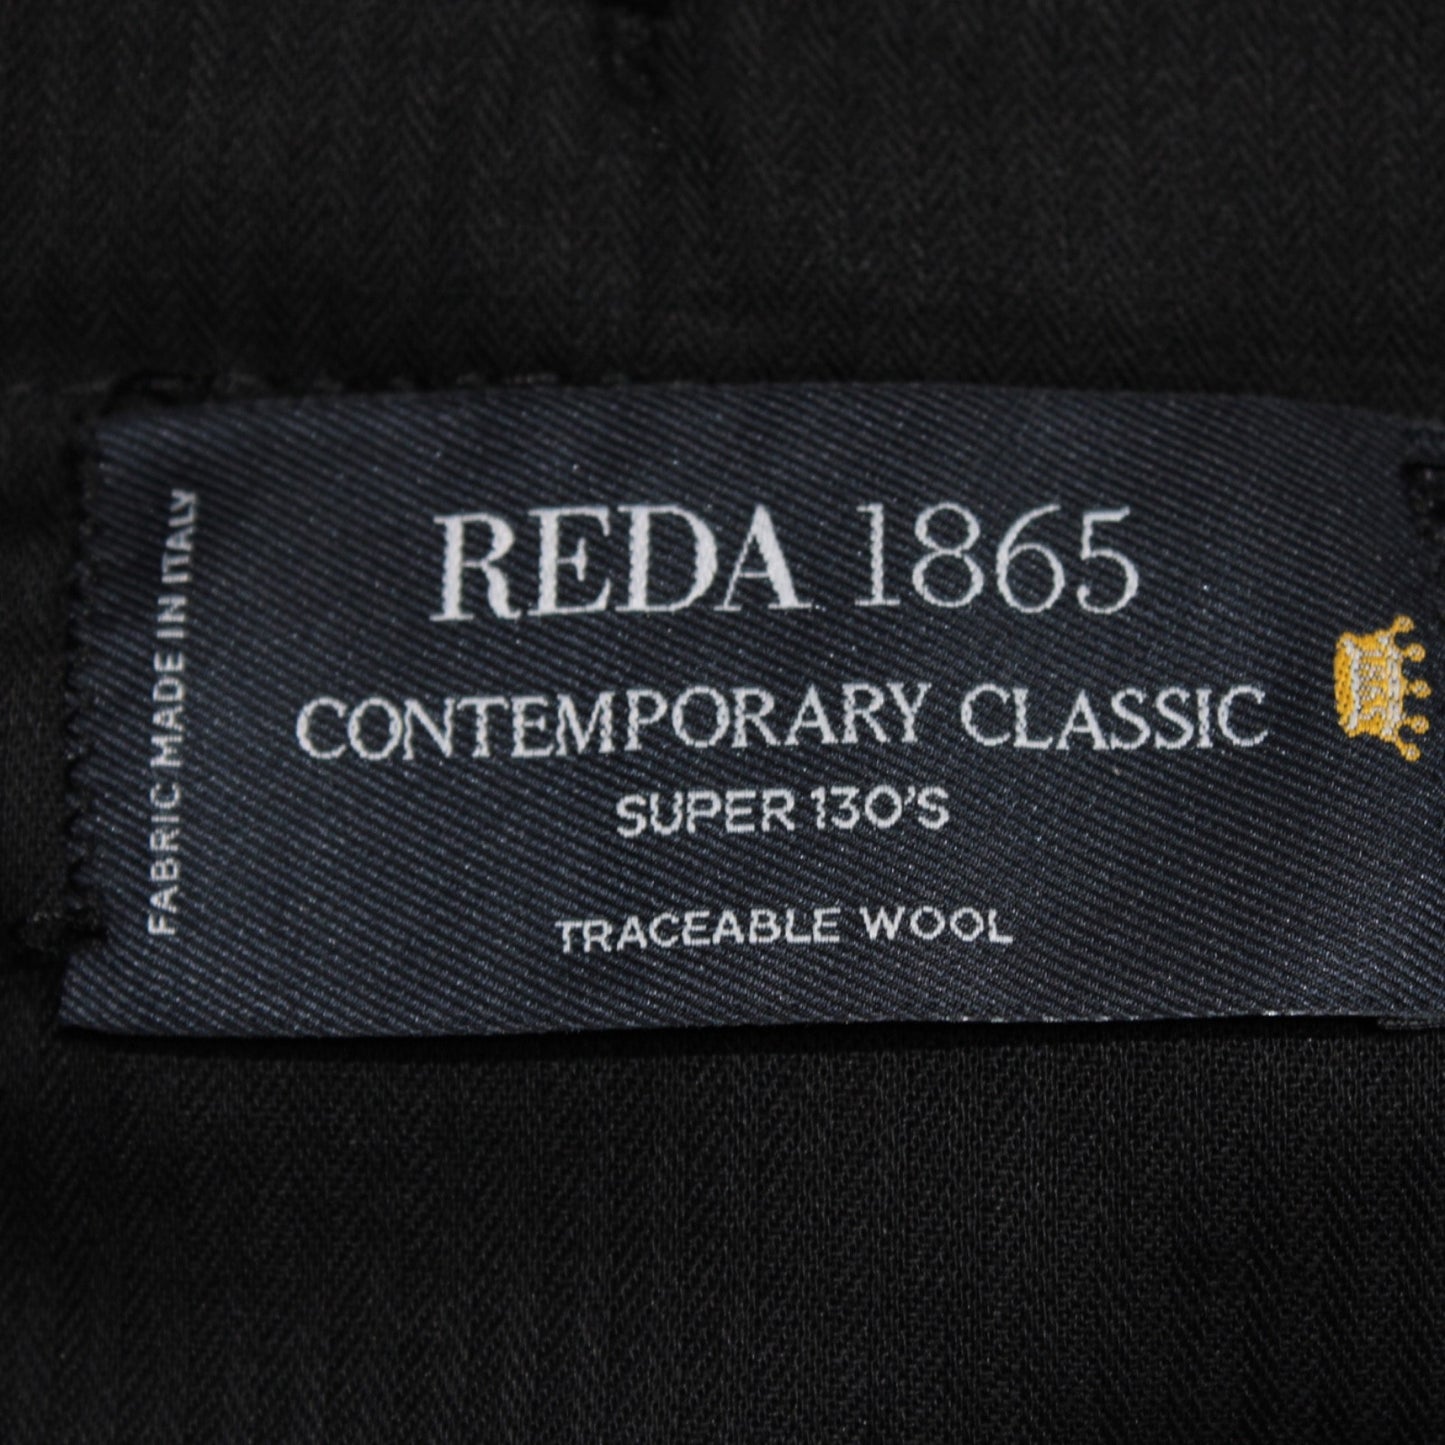 REDA 1865
CONTEMPORARY CLASSIC
SUPER 130'S
TRACEABLE WOOL
FABRIC MADE IN ITALY